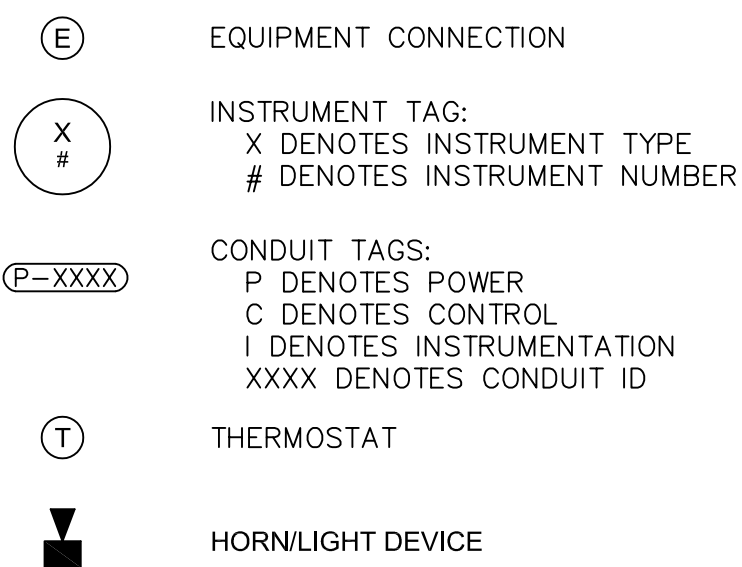 E EQUIPMENT CONNECTION
INSTRUMENT TAG:
X X DENOTES INSTRUMENT TYPE
# # DENOTES INSTRUMENT NUMBER
CONDUIT TAGS:
P-XXXX P DENOTES POWER
C DENOTES CONTROL
I DENOTES INSTRUMENTATION
XXXX DENOTES CONDUIT ID
T THERMOSTAT
HORN/LIGHT DEVICE